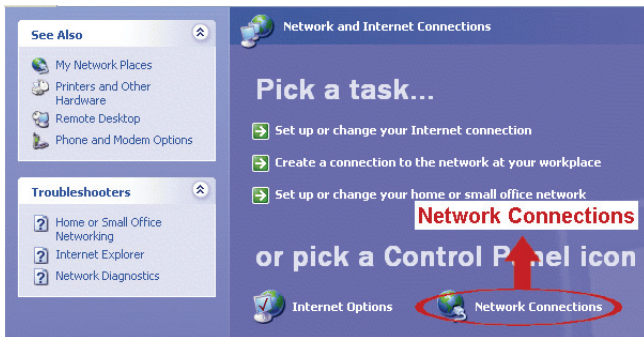 See Also
My Network Places
Printers and Other
Hardware
Remote Desktop
Phone and Modem Options
Troubleshooters
Home or Small Office
Networking
Internet Explorer
Network Diagnostics
Network and Internet Connections
Pick a task...
Set up or change your Internet connection
Create a connection to the network at your workplace
Set up or change your home or small office network
Network Connections
or pick a Control Panel icon
Internet Options
Network Connections